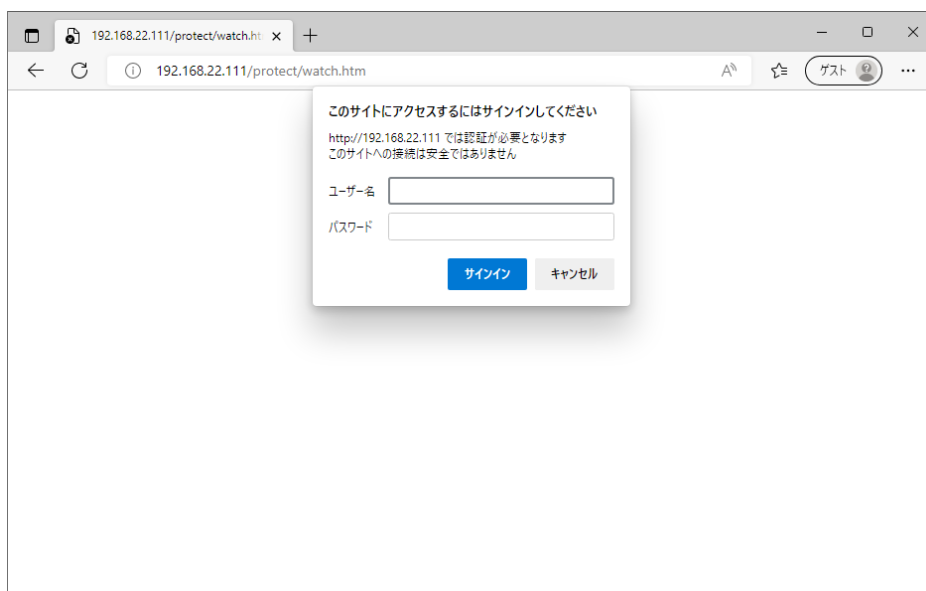 192.168.22.111/protect/watch.ht
192.168.22.111/protect/watch.htm
ゲスト
このサイトにアクセスするにはサインインしてください
http://192.168.22.111 では認証が必要となります
このサイトへの接続は安全ではありません
ユーザー名
パスワード
サインイン
キャンセル